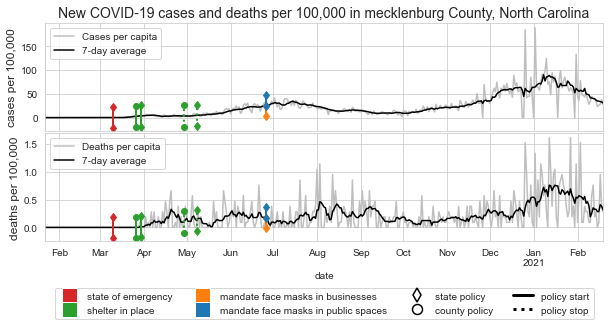 New COVID-19 cases and deaths per 100,000 in mecklenburg County, North Carolina
cases per 100,000
150
100
50
0
Cases per capita
7-day average
deaths per 100,000
1.5
1.0
0.5
0.0
Deaths per capita
7-day average
Feb Mar Apr May Jun Jul Aug Sep Oct Nov Dec Jan Feb
2021
date
state of emergency mandate face masks in businesses state policy policy start
shelter in place mandate face masks in public spaces county policy policy stop